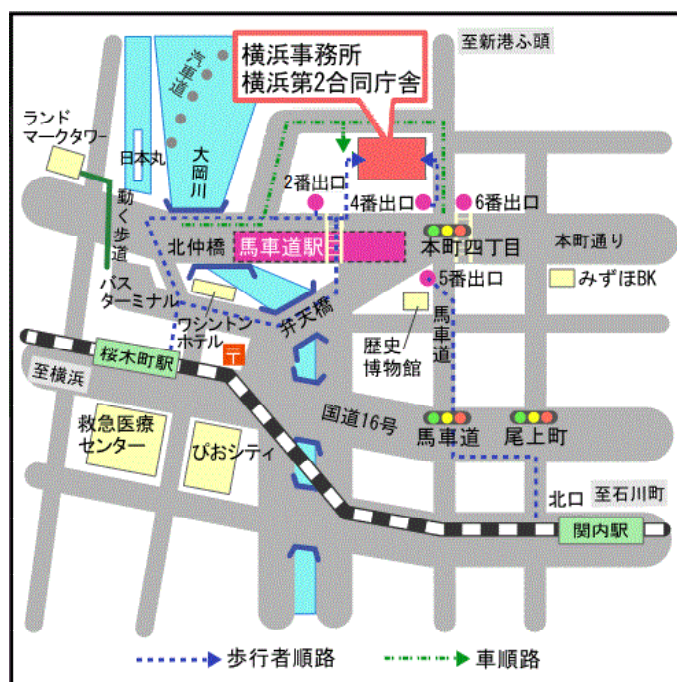 横浜事務所
横浜第2合同庁舎
至新港ふ頭
汽車道
ランド
マークタワー
日本丸
大岡川
2番出口
4番出口
6番出口
動く歩道
北仲橋
馬車道駅
本町四丁目
本町通り
バス
ターミナル
5番出口
みずほBK
ワシントン
ホテル
弁天橋
歴史
博物館
馬車道
桜木町駅
〒
至横浜
国道16号
馬車道
尾上町
救急医療
センター
ぴおシティ
北口
至石川町
関内駅
歩行者順路
車順路